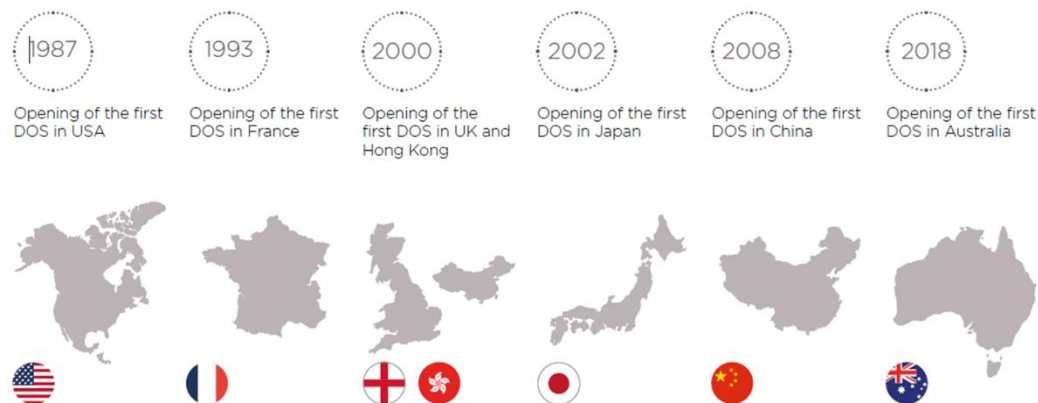 1987
Opening of the first
DOS in USA
1993
Opening of the first
DOS in France
2000
Opening of the
first DOS in UK and
Hong Kong
2002
Opening of the first
DOS in Japan
2008
Opening of the first
DOS in China
2018
Opening of the first
DOS in Australia